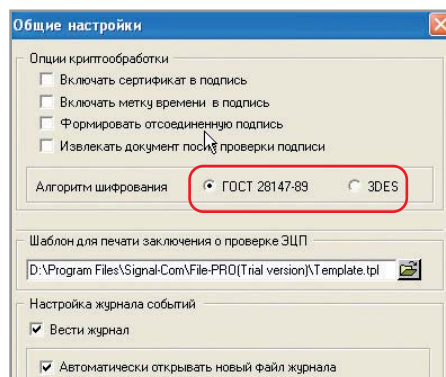 Общие настройки
Опции криптообработки
Включать сертификат в подпись
Включать метку времени в подпись
Формировать отсоединенную подпись
Извлекать документ после проверки подписи
Алгоритм шифрования ГОСТ 28147-89 3DES
Шаблон для печати заключения о проверке ЭЦП
D:\Program Files\Signal-Com\File-PRO(Trial version)\Template.tpl
Настройка журнала событий
Вести журнал
Автоматически открывать новый файл журнала